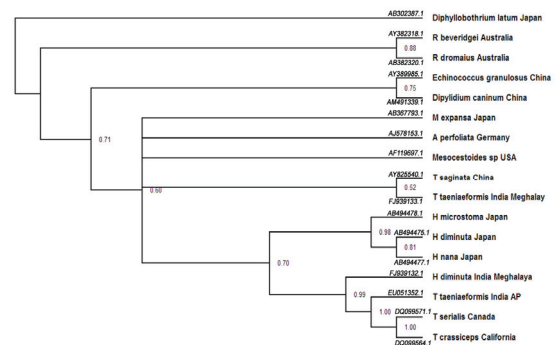 AB302387.1 Diphyllobothrium latum Japan
AY382318.1 R beveridgei Australia
0.88
AB382320.1 R dromaius Australia
AY389985.1 Echinococcus granulosus China
0.75
AM491339.1 Dipylidium caninum China
AB367793.1 M expansa Japan
0.71
AJ578153.1 A perfoliata Germany
AF119697.1 Mesocestoides sp USA
AY825540.1 T saginata China
0.60 0.52
FJ939133.1 T taeniaeformis India Meghalay
AB494478.1 H microstoma Japan
0.98 AB494475.1 H diminuta Japan
0.61
AB494477.1 H nana Japan
0.70
FJ939132.1 H diminuta India Meghalaya
0.99 EU051352.1 T taeniaeformis India AP
1.00 DQ099571.1 T serialis Canada
1.00
DQ099564.1 T crassiceps California